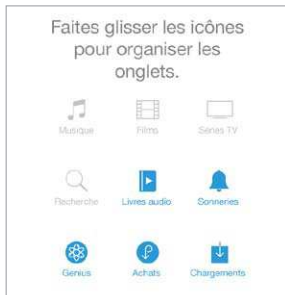 Faites glisser les icônes
pour organiser les
onglets.
Musique Films Séries TV
Recherche Livres audio Sonneries
Genius Achats Chargements